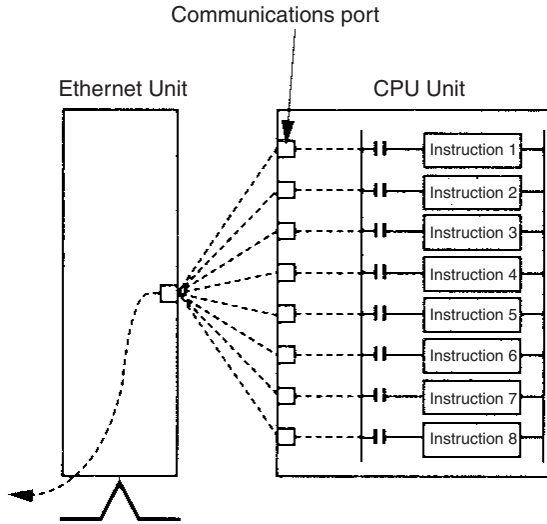 Communications port
Ethernet Unit
CPU Unit
Instruction 1
Instruction 2
Instruction 3
Instruction 4
Instruction 5
Instruction 6
Instruction 7
Instruction 8